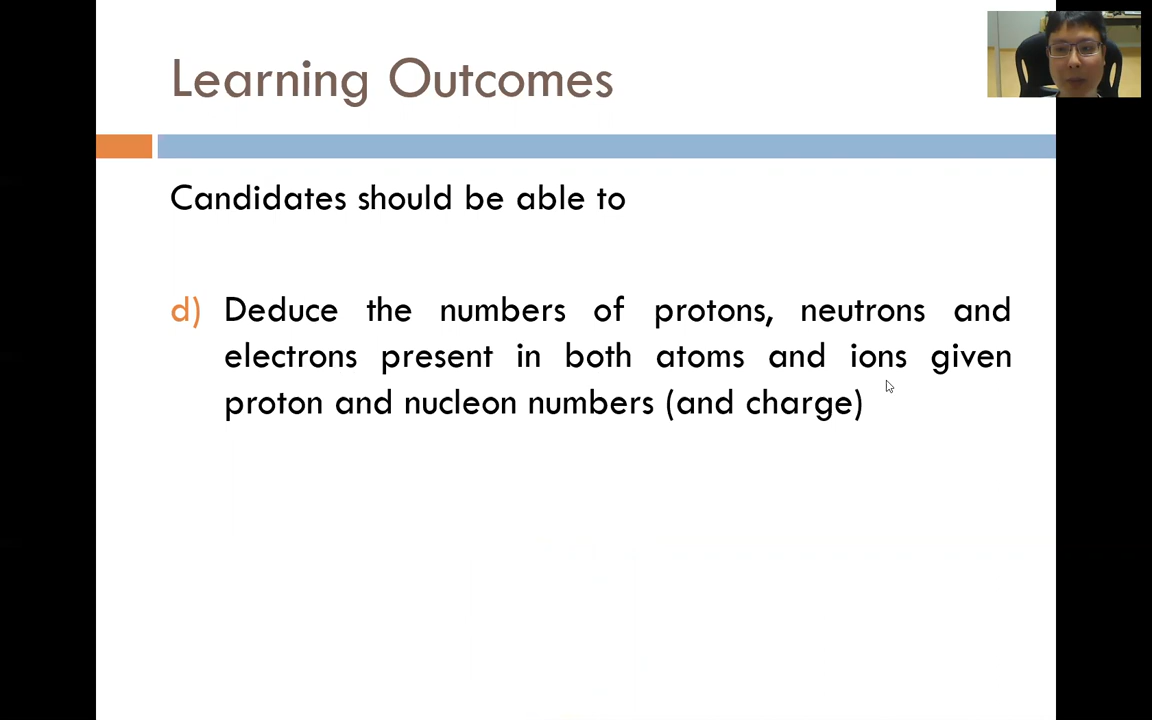 Learning Outcomes
Candidates should be able to
d) Deduce the numbers of protons, neutrons and
electrons present in both atoms and ions given
proton and nucleon numbers (and charge)